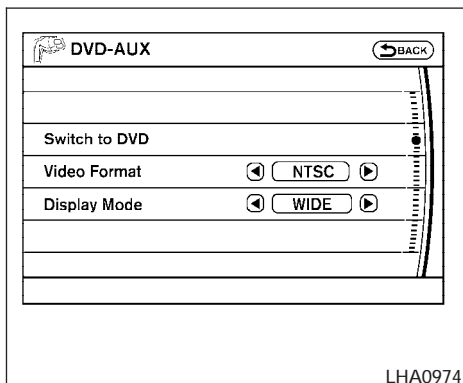 DVD-AUX
BACK
Switch to DVD
Video Format NTSC
Display Mode WIDE
LHA0974